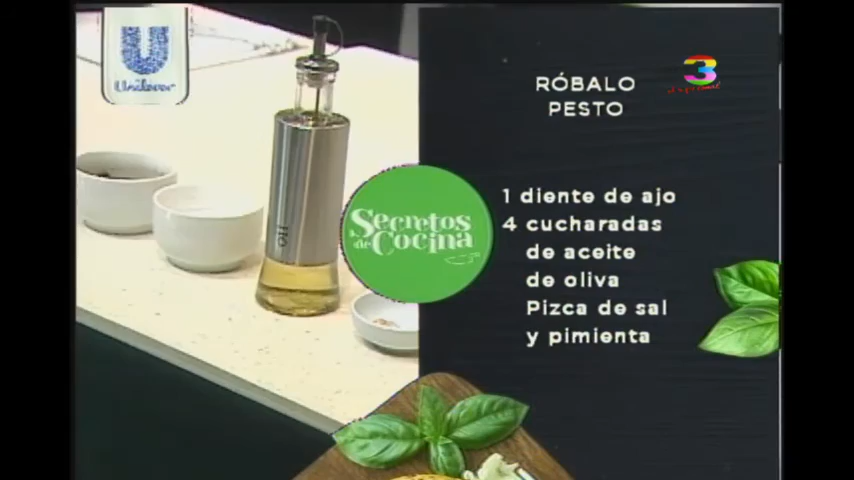 Unilever
3
RÓBALO
PESTO
OIL
Secretos
de Cocina
1 diente de ajo
4 cucharadas
de aceite
de oliva
Pizca de sal
y pimienta